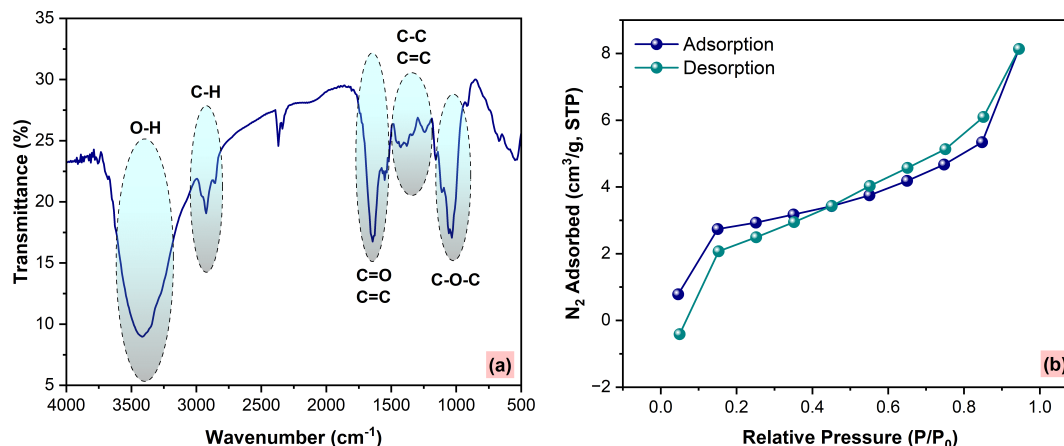 35
30
25
20
15
10
5
Transmittance (%)
4000
3500
3000
2500
2000
1500
1000
500
Wavenumber (cm⁻¹)
O-H
C-H
C-C
C=C
C=O
C=C
C-O-C
(a)
8
6
4
2
0
−2
N₂ Adsorbed (cm³/g, STP)
Adsorption
Desorption
0.0
0.2
0.4
0.6
0.8
1.0
Relative Pressure (P/P₀)
(b)